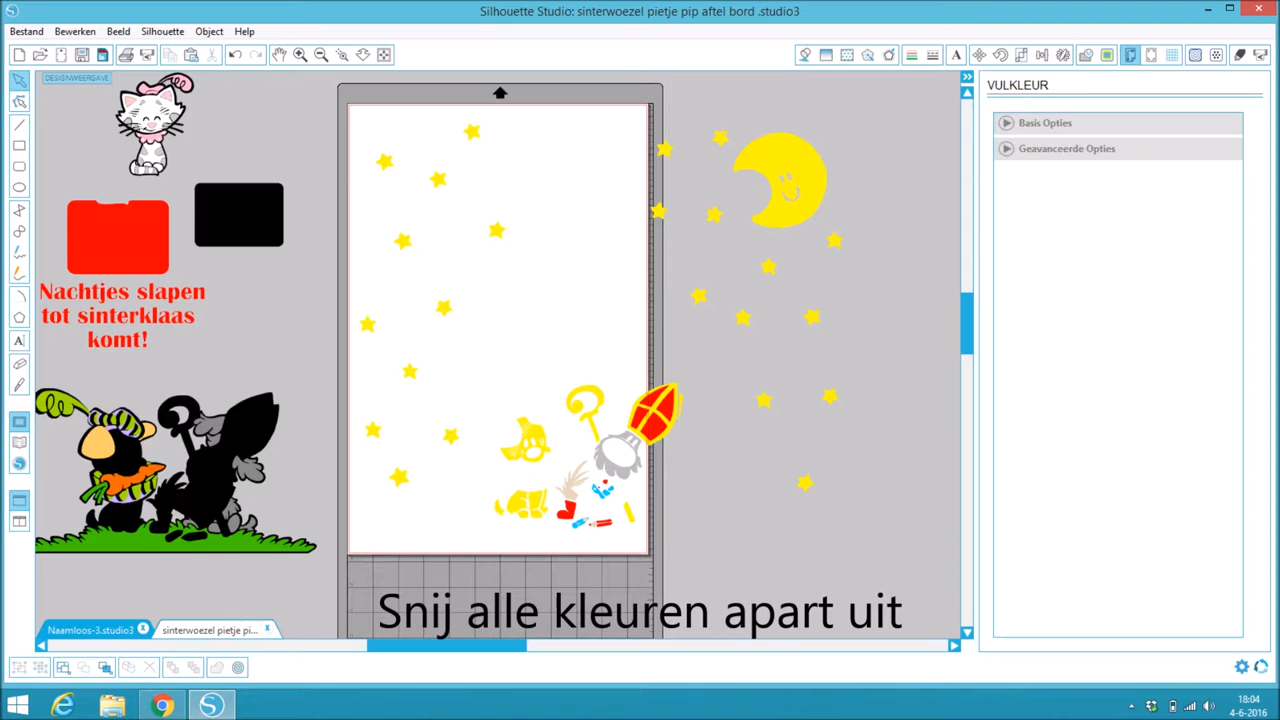 Silhouette Studio: sinterwoezel pietje pip aftel bord .studio3
Bestand Bewerken Beeld Silhouette Object Help
DESIGNWEERGAVE
VULKLEUR
Basis Opties
Geavanceerde Opties
Nachtjes slapen
tot sinterklaas
komt!
Snij alle kleuren apart uit
Naamloos-3.studio3 sinterwoezel pietje pi...
18:04
4-6-2016